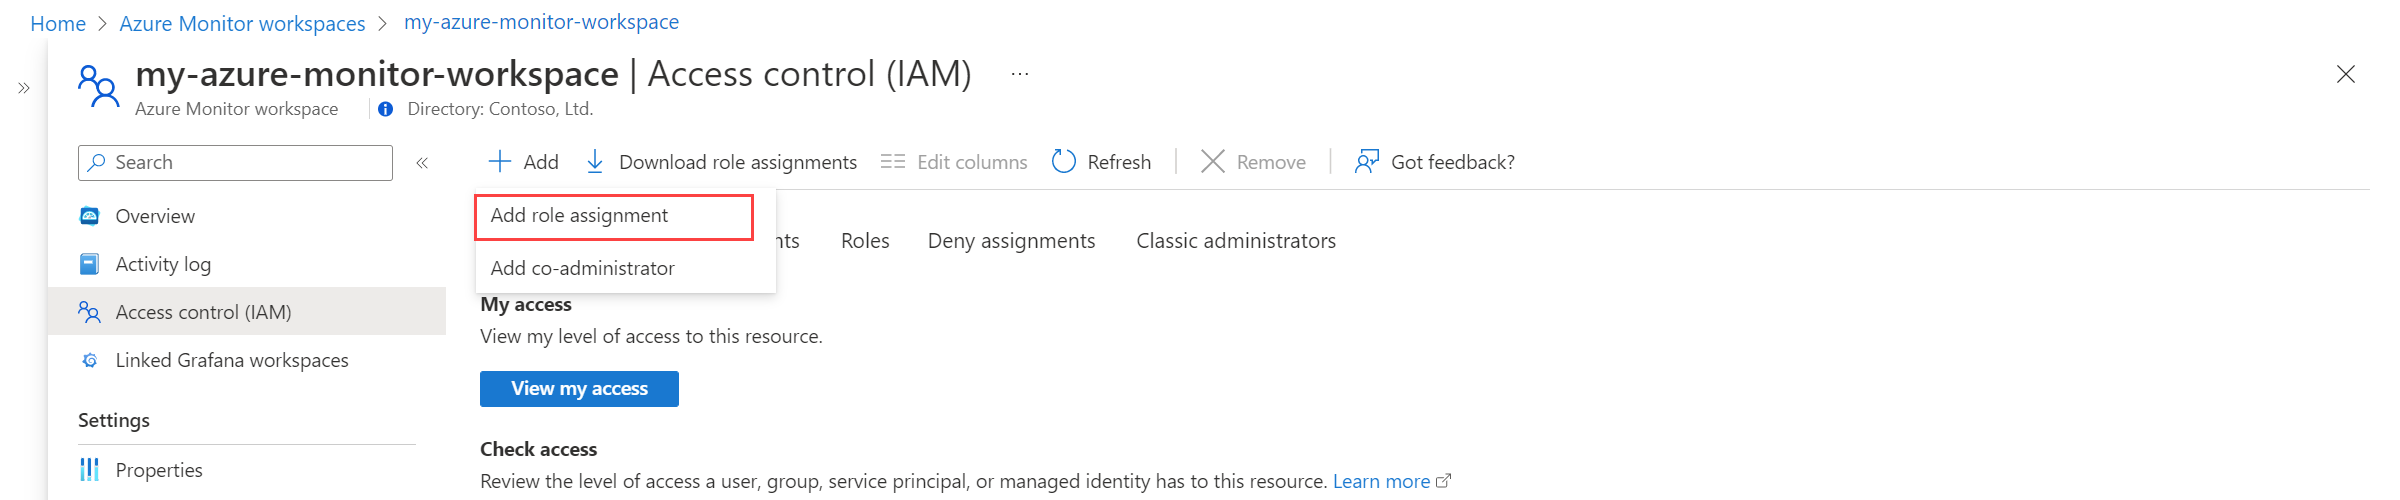 Home > Azure Monitor workspaces > my-azure-monitor-workspace
my-azure-monitor-workspace | Access control (IAM) ...
Azure Monitor workspace | Directory: Contoso, Ltd.
Search
Overview
Activity log
Access control (IAM)
Linked Grafana workspaces
Settings
Properties
Add Download role assignments Edit columns Refresh Remove Got feedback?
Add role assignment
Add co-administrator
nts Roles Deny assignments Classic administrators
My access
View my level of access to this resource.
View my access
Check access
Review the level of access a user, group, service principal, or managed identity has to this resource. Learn more